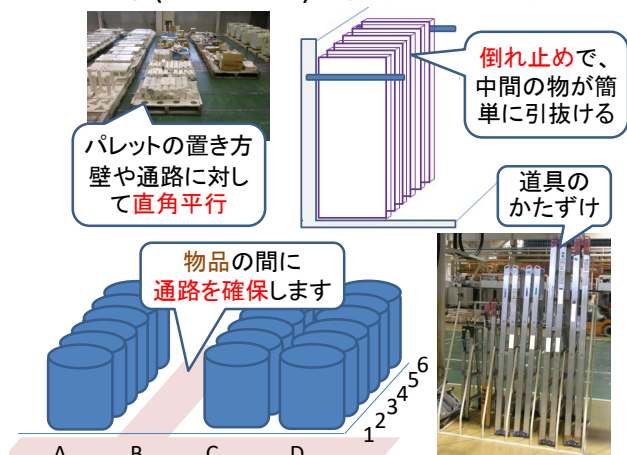 倒れ止めで、
中間の物が簡
単に引抜ける
パレットの置き方
壁や通路に対し
て直角平行
道具の
かたずけ
物品の間に
通路を確保します
1 2 3 4 5 6
A B C D